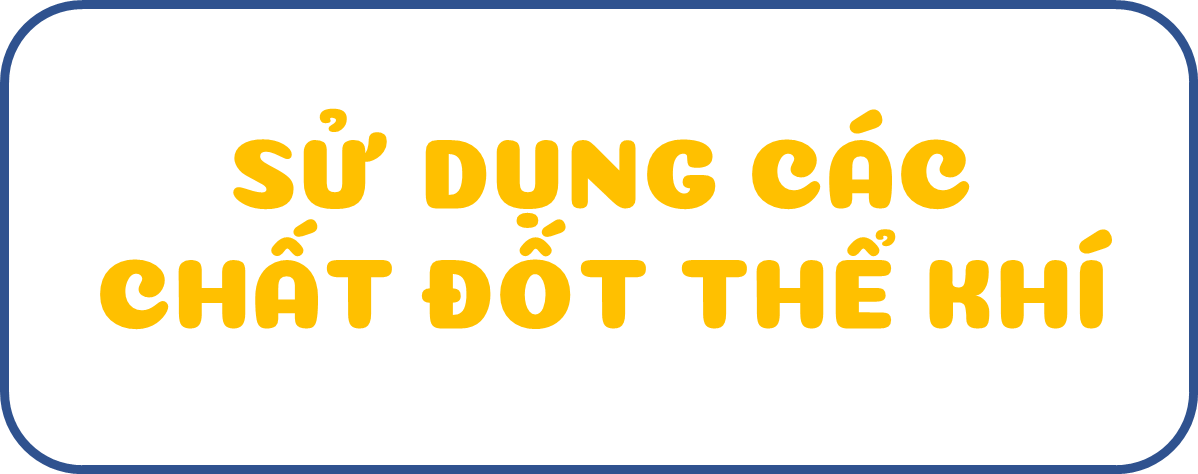 SỬ DỤNG CÁC
CHẤT ĐỐT THỂ KHÍ